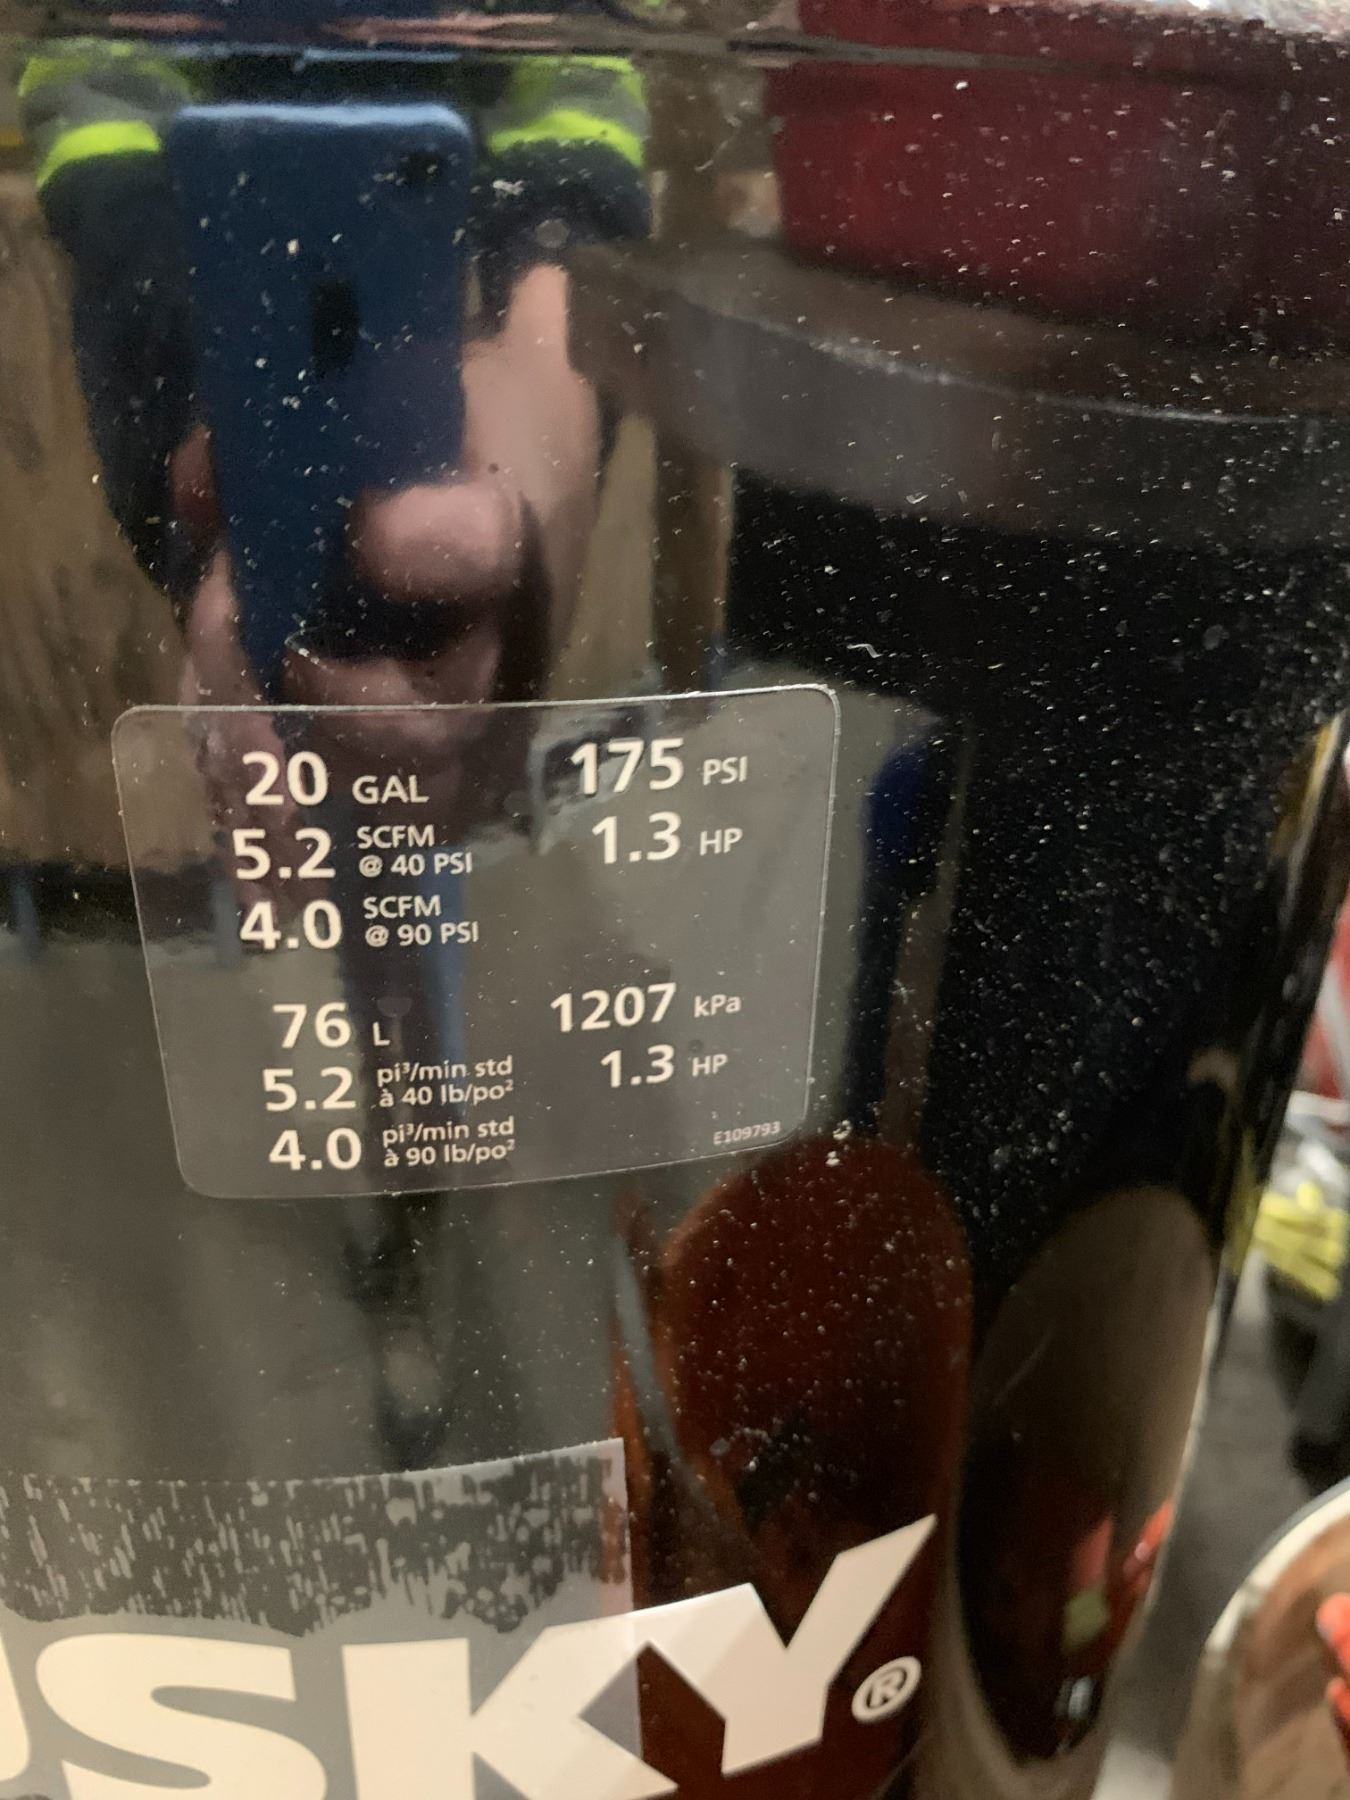 20 GAL 175 PSI
5.2 SCFM @ 40 PSI 1.3 HP
4.0 SCFM @ 90 PSI
76 L 1207 kPa
5.2 pi³/min std à 40 lb/po² 1.3 HP
4.0 pi³/min std à 90 lb/po²
E109793
USKY®